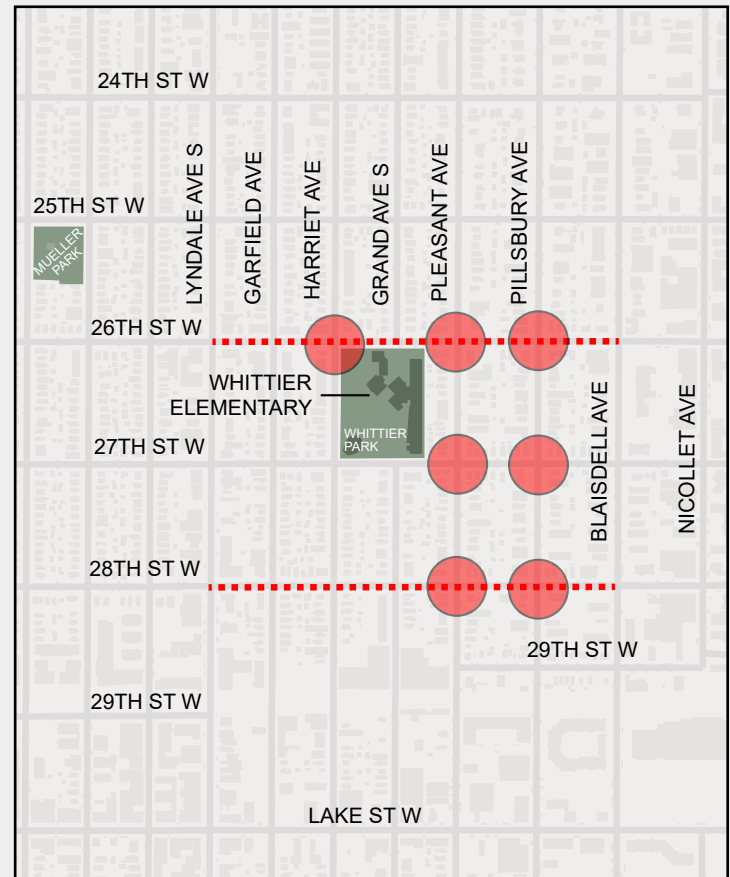 24TH ST W
25TH ST W
MUELLER
PARK
LYNDALE AVE S
GARFIELD AVE
HARRIET AVE
GRAND AVE S
PLEASANT AVE
PILLSBURY AVE
26TH ST W
WHITTIER
ELEMENTARY
WHITTIER
PARK
27TH ST W
BLAISDELL AVE
NICOLLET AVE
28TH ST W
29TH ST W
29TH ST W
LAKE ST W